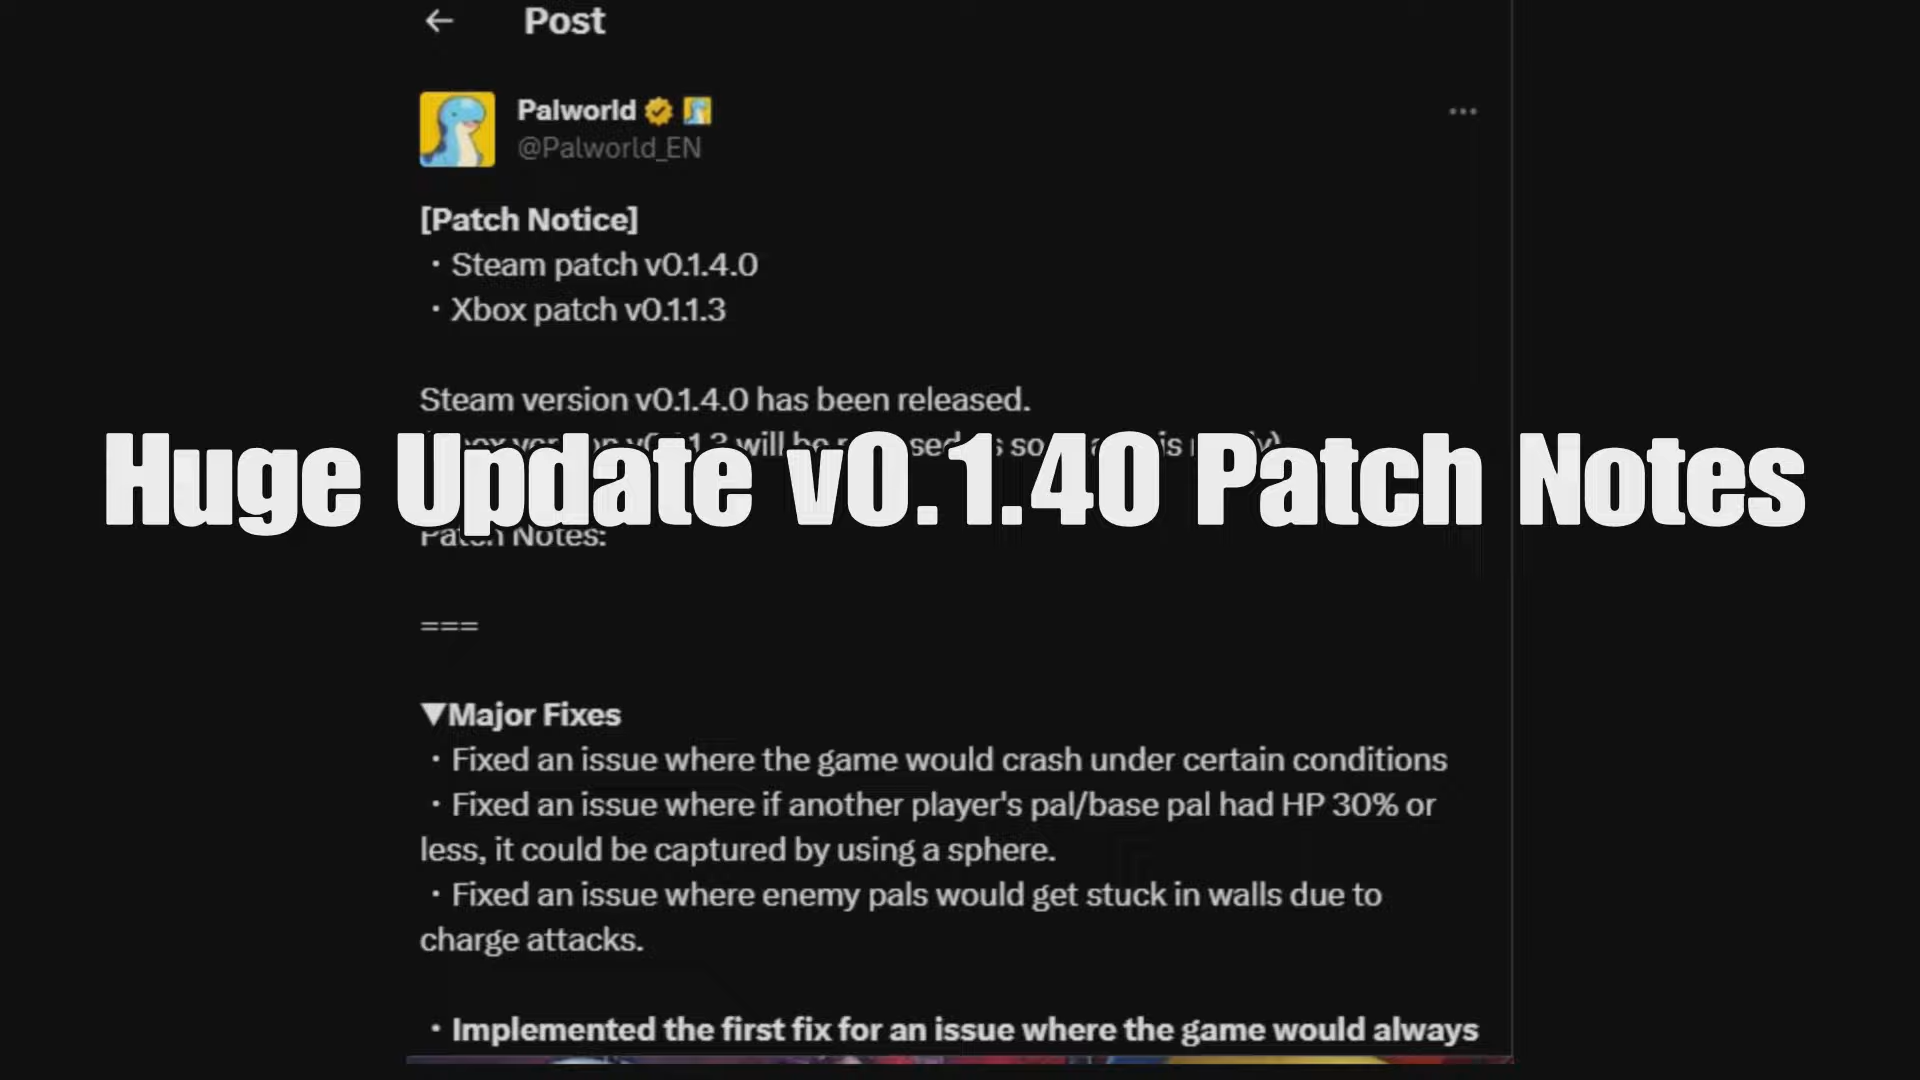 Post
Palworld
@Palworld_EN
[Patch Notice]
・Steam patch v0.1.4.0
・Xbox patch v0.1.1.3
Steam version v0.1.4.0 has been released.
will be
Huge Update v0.1.40 Patch Notes
Patch Notes:
===
▼Major Fixes
・Fixed an issue where the game would crash under certain conditions
・Fixed an issue where if another player's pal/base pal had HP 30% or
less, it could be captured by using a sphere.
・Fixed an issue where enemy pals would get stuck in walls due to
charge attacks.
・Implemented the first fix for an issue where the game would always